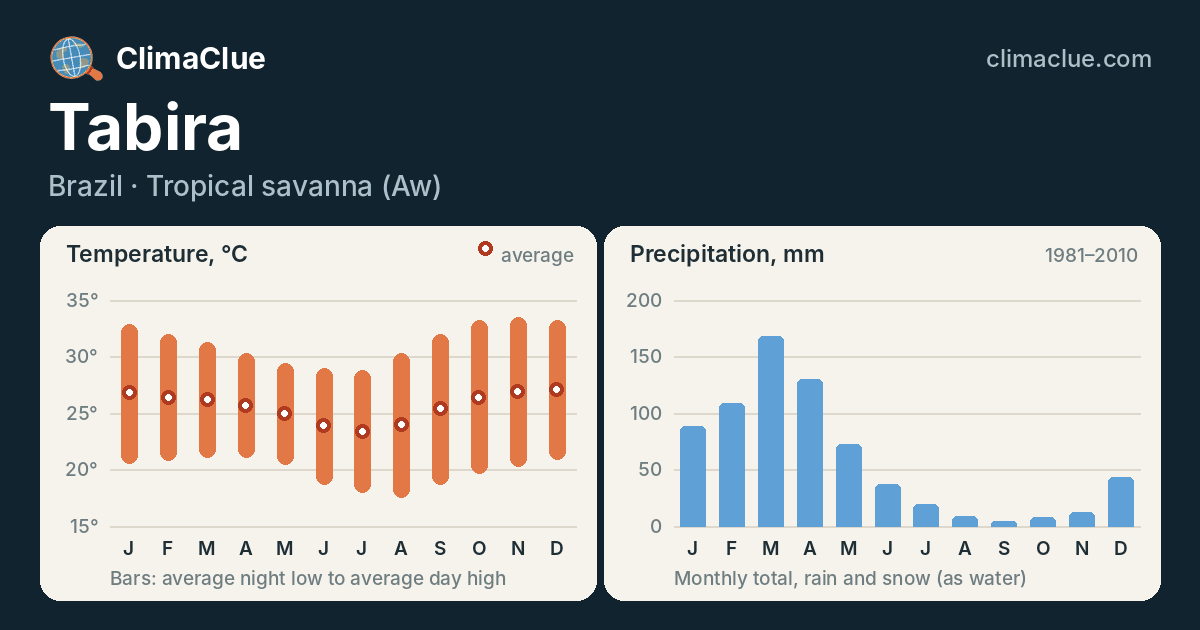 ClimaClue
climaclue.com
Tabira
Brazil · Tropical savanna (Aw)
Temperature, °C
average
35°
30°
25°
20°
15°
J F M A M J J A S O N D
Bars: average night low to average day high
Precipitation, mm
1981–2010
200
150
100
50
0
J F M A M J J A S O N D
Monthly total, rain and snow (as water)